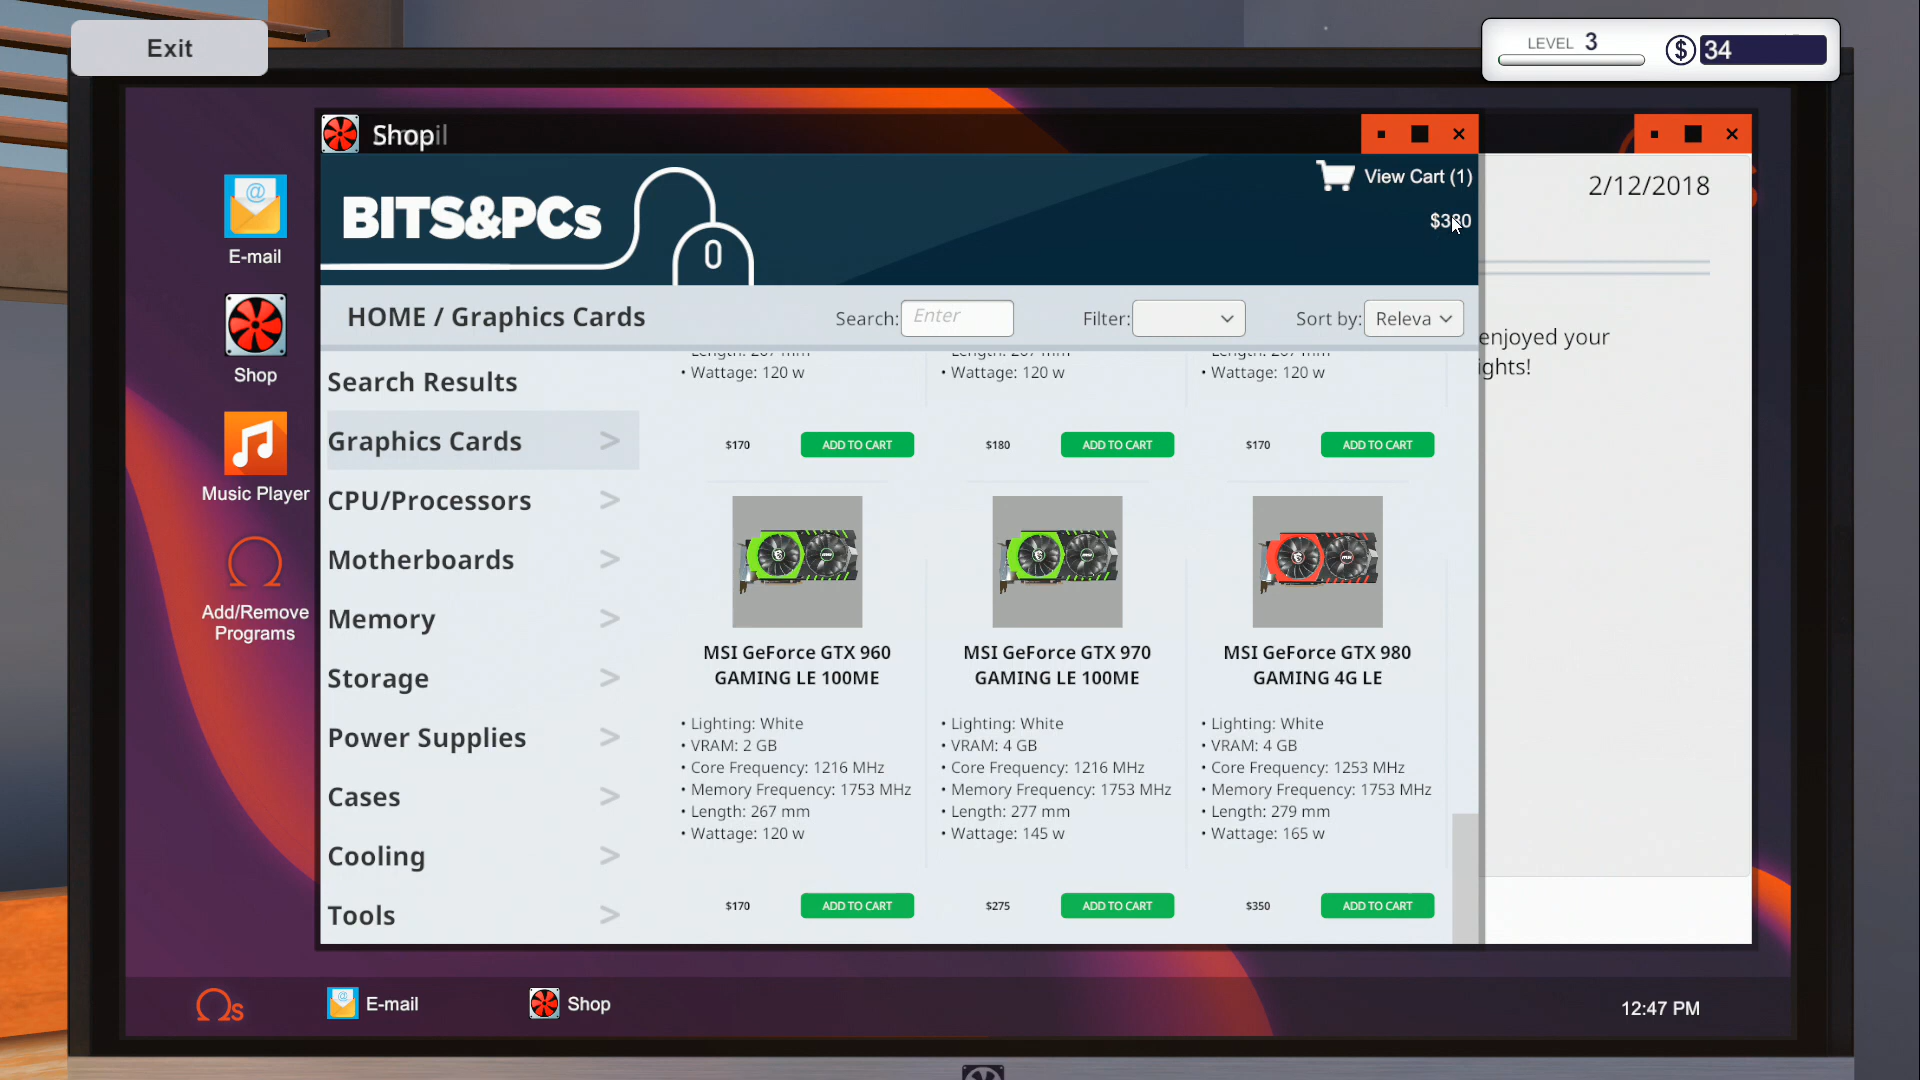 Exit
LEVEL 3
$ 34
Shop
View Cart (1)
BITS&PCs
2/12/2018
E-mail
HOME / Graphics Cards
Search:
Enter
Filter:
Sort by:
Releva
enjoyed your
ights!
Shop
Search Results
Graphics Cards >
CPU/Processors >
Motherboards >
Memory >
Storage >
Power Supplies >
Cases >
Cooling >
Tools >
Music Player
Add/Remove
Programs
• Wattage: 120 w
• Wattage: 120 w
• Wattage: 120 w
$170
ADD TO CART
$180
ADD TO CART
$170
ADD TO CART
MSI GeForce GTX 960
GAMING LE 100ME
• Lighting: White
• VRAM: 2 GB
• Core Frequency: 1216 MHz
• Memory Frequency: 1753 MHz
• Length: 267 mm
• Wattage: 120 w
$170
ADD TO CART
MSI GeForce GTX 970
GAMING LE 100ME
• Lighting: White
• VRAM: 4 GB
• Core Frequency: 1216 MHz
• Memory Frequency: 1753 MHz
• Length: 277 mm
• Wattage: 145 w
$275
ADD TO CART
MSI GeForce GTX 980
GAMING 4G LE
• Lighting: White
• VRAM: 4 GB
• Core Frequency: 1253 MHz
• Memory Frequency: 1753 MHz
• Length: 279 mm
• Wattage: 165 w
$350
ADD TO CART
Ωs
E-mail
Shop
12:47 PM